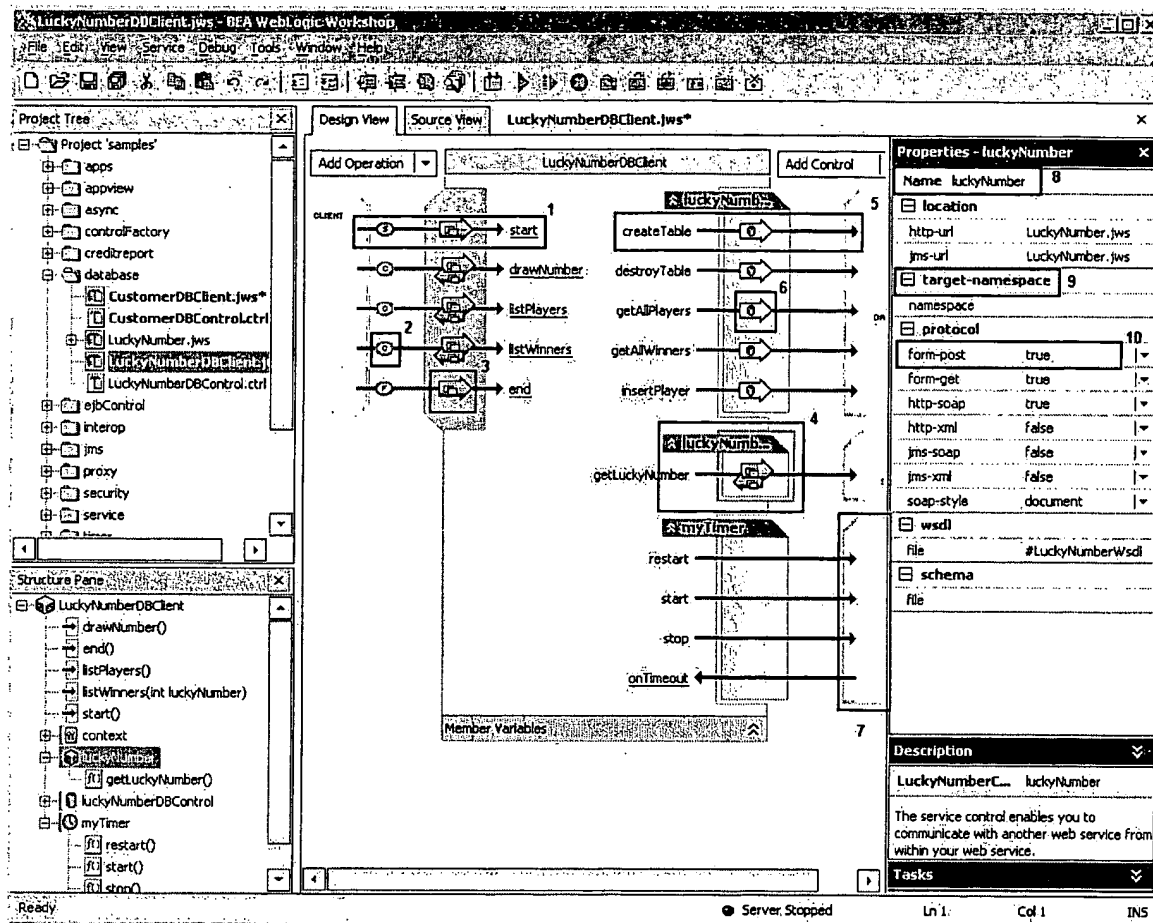 LuckyNumberDBClient.jws - BEA WebLogic Workshop
File Edit View Service Debug Tools Window Help
Project Tree
Project 'samples'
apps
appview
async
controlFactory
creditreport
database
CustomerDBClient.jws*
CustomerDBControl.ctrl
LuckyNumber.jws
LuckyNumberDBClient.j
LuckyNumberDBControl.ctrl
ejbControl
interop
jms
proxy
security
service
timer
Structure Pane
LuckyNumberDBClient
drawNumber()
end()
listPlayers()
listWinners(int luckyNumber)
start()
context
luckyNumber
getLuckyNumber()
luckyNumberDBControl
myTimer
restart()
start()
stop()
Design View Source View LuckyNumberDBClient.jws*
Add Operation LuckyNumberDBClient Add Control
CLIENT
1
start
drawNumber
listPlayers
2
listWinners
3
end
luckyNumb...
5
createTable
destroyTable
6
getAllPlayers
getAllWinners
insertPlayer
4
luckyNumb...
getLuckyNumber
myTimer
restart
start
stop
onTimeout
7
Member Variables
Properties - luckyNumber
Name luckyNumber 8
location
http-url LuckyNumber.jws
jms-url LuckyNumber.jws
target-namespace 9
namespace
protocol
10
form-post true
form-get true
http-soap true
http-xml false
jms-soap false
jms-xml false
soap-style document
wsdl
file #LuckyNumberWsdl
schema
file
Description
LuckyNumberC... luckyNumber
The service control enables you to
communicate with another web service from
within your web service.
Tasks
Ready Server Stopped Ln 1 Col 1 INS